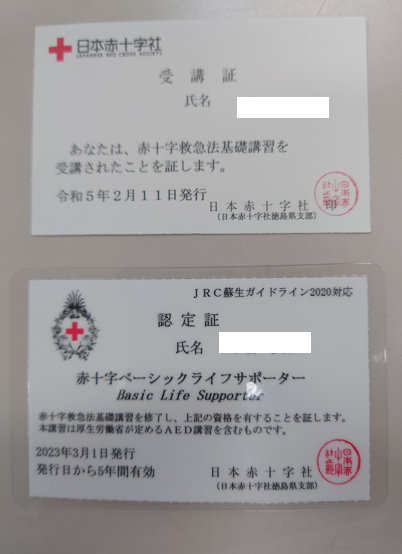 日本赤十字社
JAPANESE RED CROSS SOCIETY
受講証
氏名
あなたは、赤十字救急法基礎講習を
受講されたことを証します。
令和5年2月11日発行
日本赤十字社 印
(日本赤十字社徳島県支部)
JRC蘇生ガイドライン2020対応
認定証
氏名
赤十字ベーシックライフサポーター
Basic Life Supporter
赤十字救急法基礎講習を修了し、上記の資格を有することを証します。
本講習は厚生労働省が定めるAED講習を含むものです。
2023年3月1日発行
発行日から5年間有効
日本赤十字社
(日本赤十字社徳島県支部)